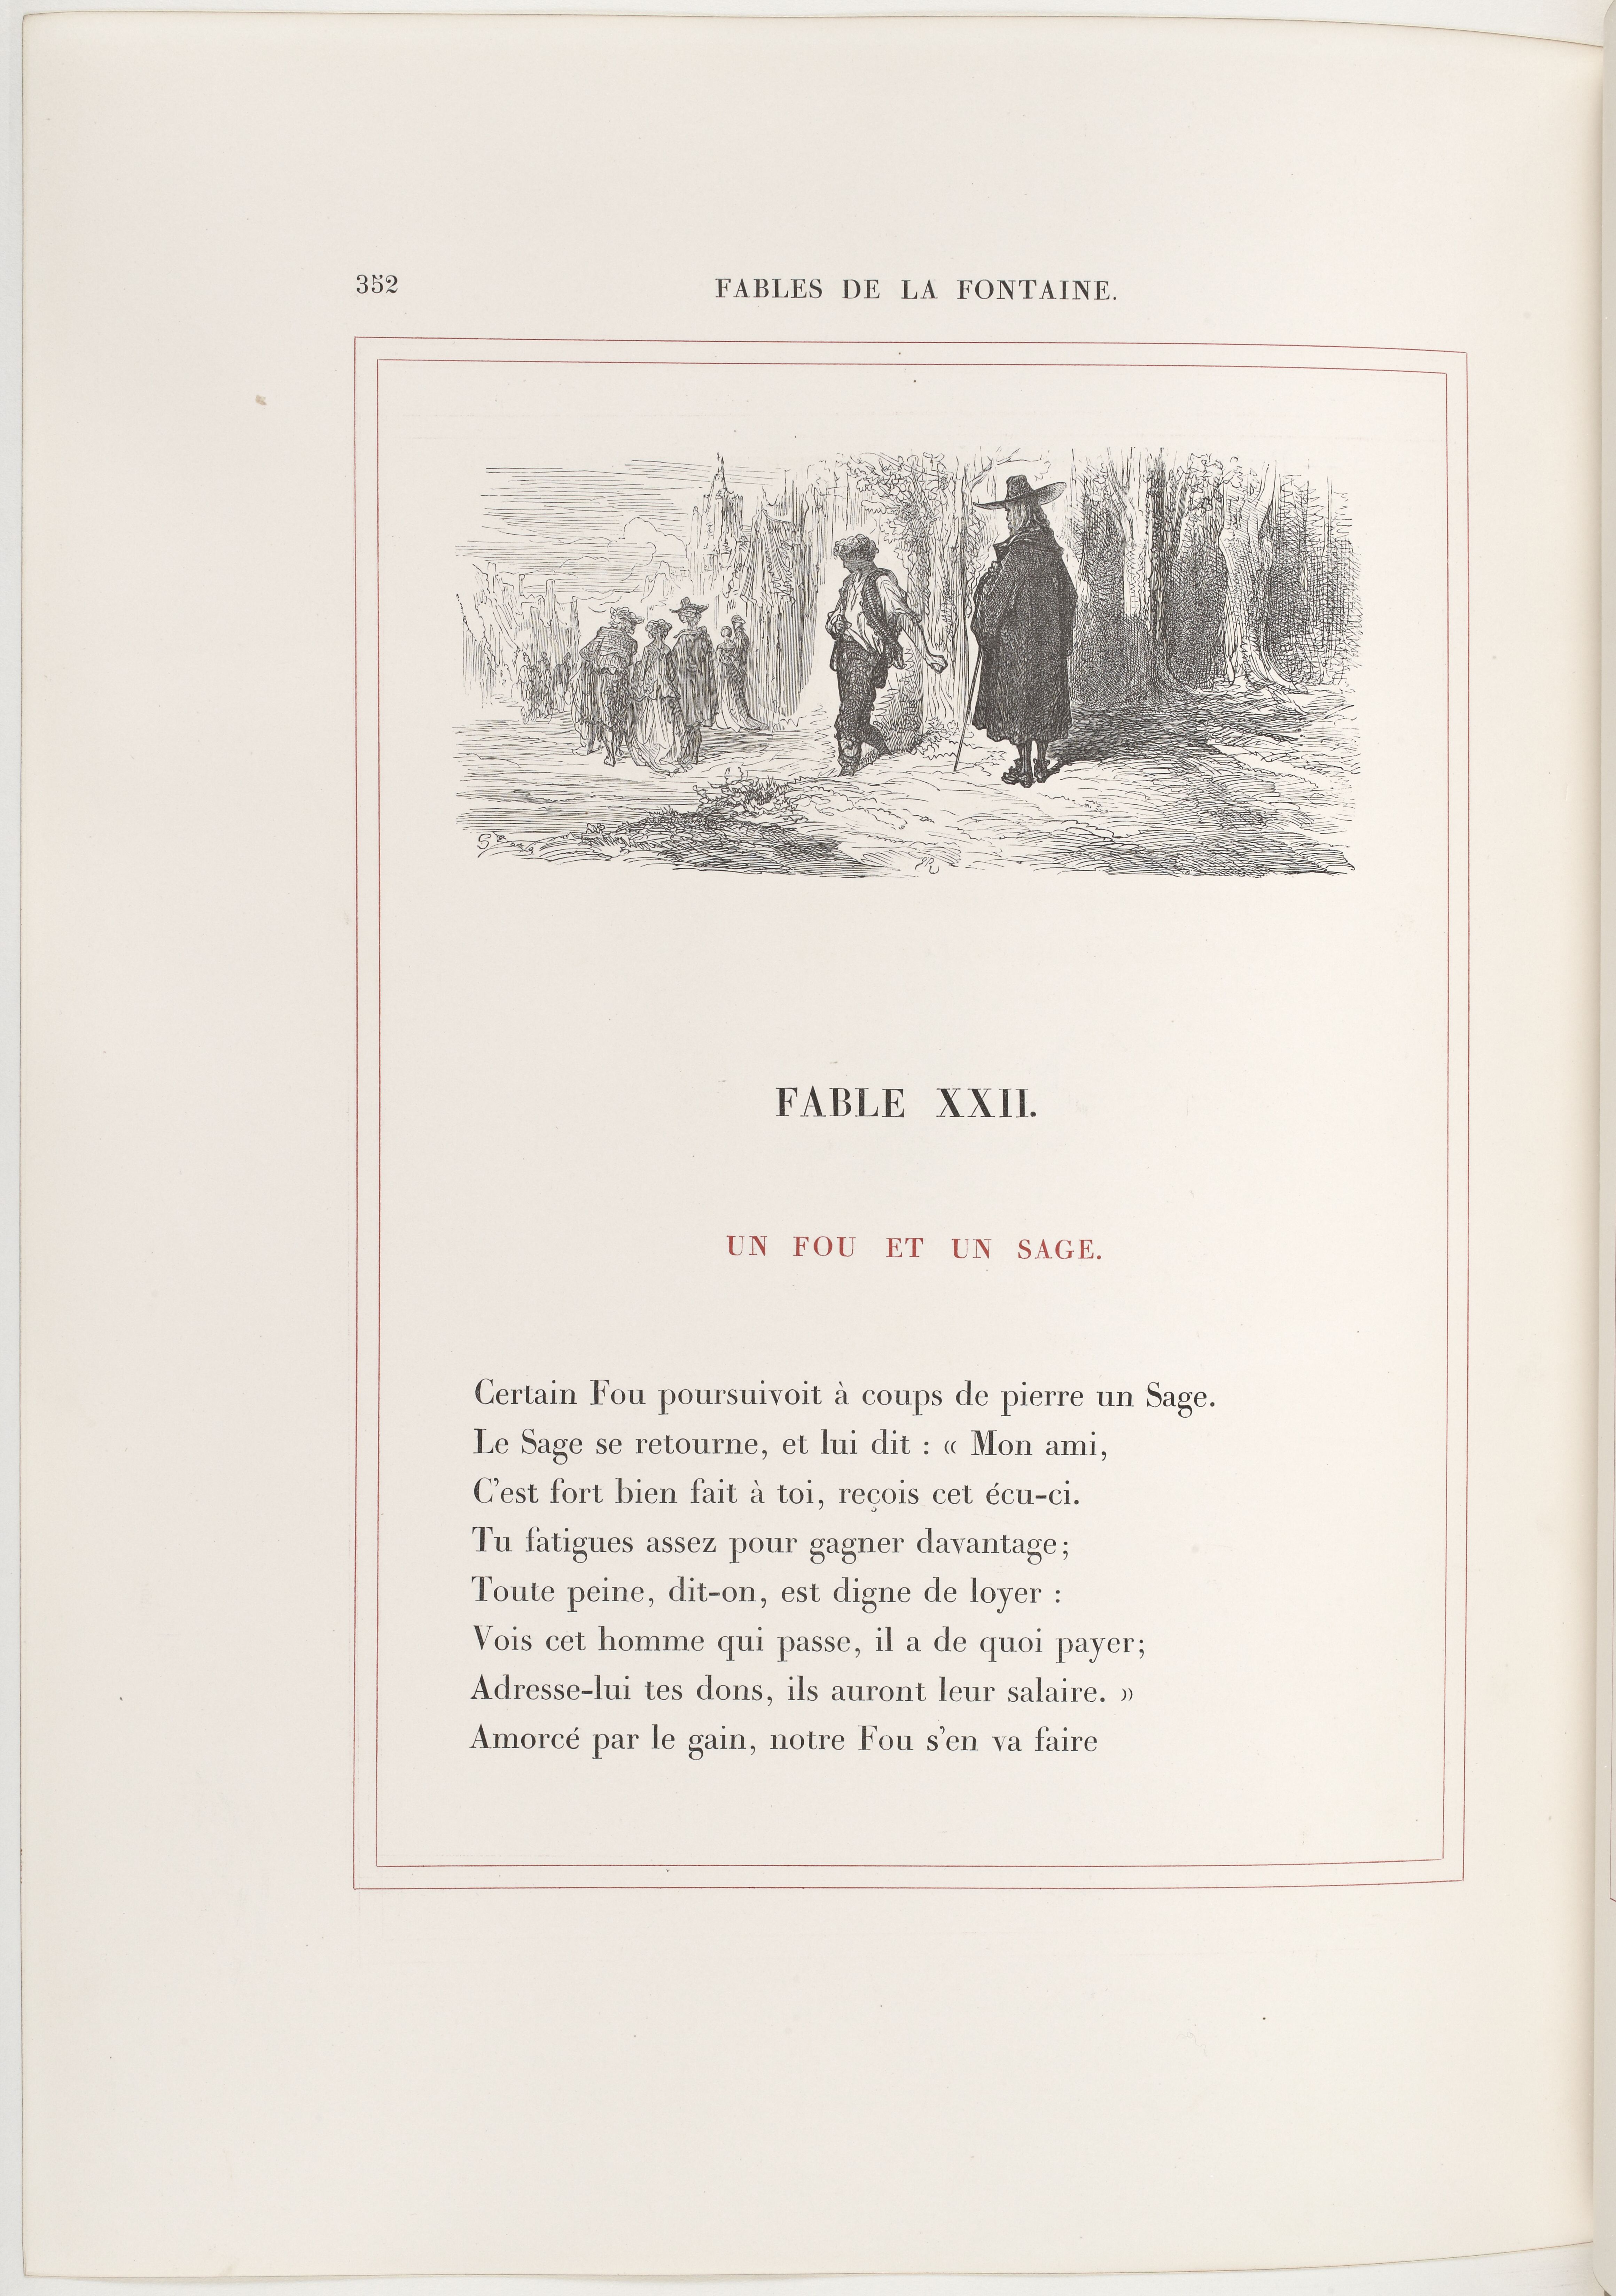 352
FABLES DE LA FONTAINE.
FABLE XXII.
UN FOU ET UN SAGE.
Certain Fou poursuivoit à coups de pierre un Sage.
Le Sage se retourne, et lui dit : « Mon ami,
C'est fort bien fait à toi, reçois cet écu-ci.
Tu fatigues assez pour gagner davantage;
Toute peine, dit-on, est digne de loyer :
Vois cet homme qui passe, il a de quoi payer;
Adresse-lui tes dons, ils auront leur salaire. »
Amorcé par le gain, notre Fou s'en va faire